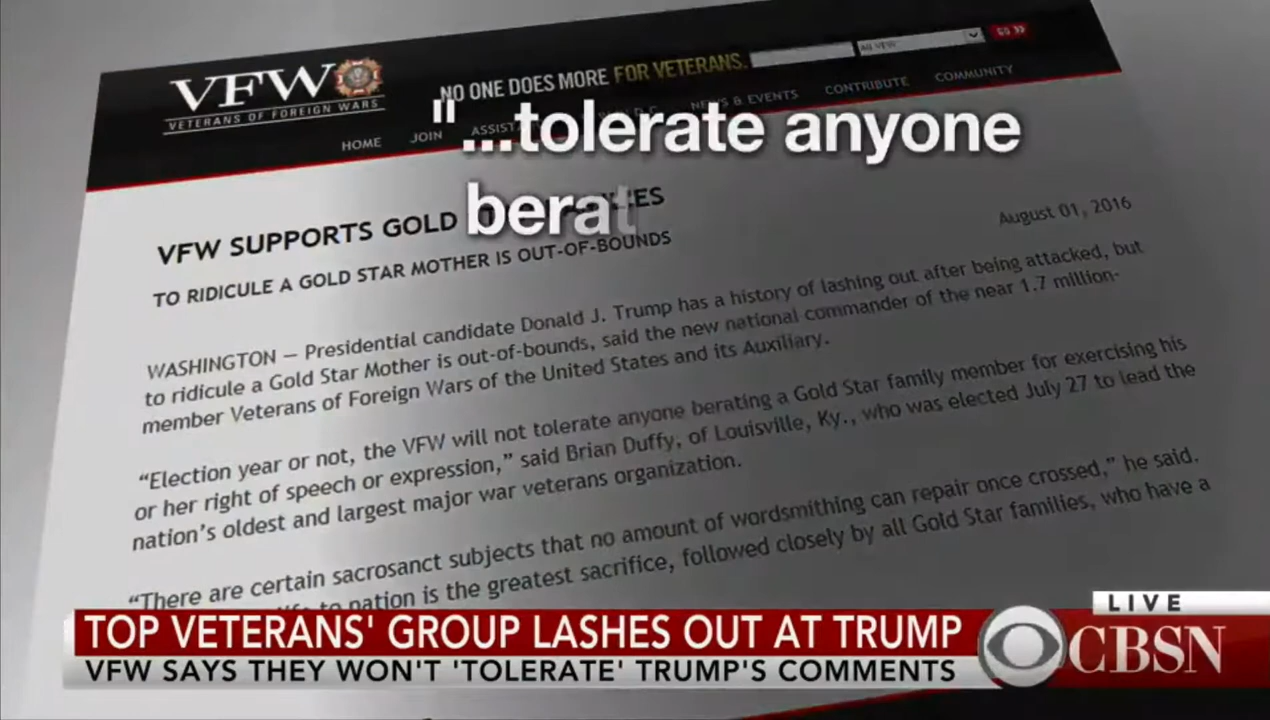 VFW
VETERANS OF FOREIGN WARS
NO ONE DOES MORE FOR VETERANS.
All VFW
GO
HOME JOIN NEWS & EVENTS CONTRIBUTE COMMUNITY
"...tolerate anyone
berat
VFW SUPPORTS GOLD
TO RIDICULE A GOLD STAR MOTHER IS OUT-OF-BOUNDS
August 01, 2016
WASHINGTON — Presidential candidate Donald J. Trump has a history of lashing out after being attacked, but
to ridicule a Gold Star Mother is out-of-bounds, said the new national commander of the near 1.7 million-
member Veterans of Foreign Wars of the United States and its Auxiliary.
“Election year or not, the VFW will not tolerate anyone berating a Gold Star family member for exercising his
or her right of speech or expression,” said Brian Duffy, of Louisville, Ky., who was elected July 27 to lead the
nation’s oldest and largest major war veterans organization.
“There are certain sacrosanct subjects that no amount of wordsmithing can repair once crossed,” he said.
to nation is the greatest sacrifice, followed closely by all Gold Star families, who have a
LIVE
TOP VETERANS' GROUP LASHES OUT AT TRUMP
VFW SAYS THEY WON'T 'TOLERATE' TRUMP'S COMMENTS
CBSN